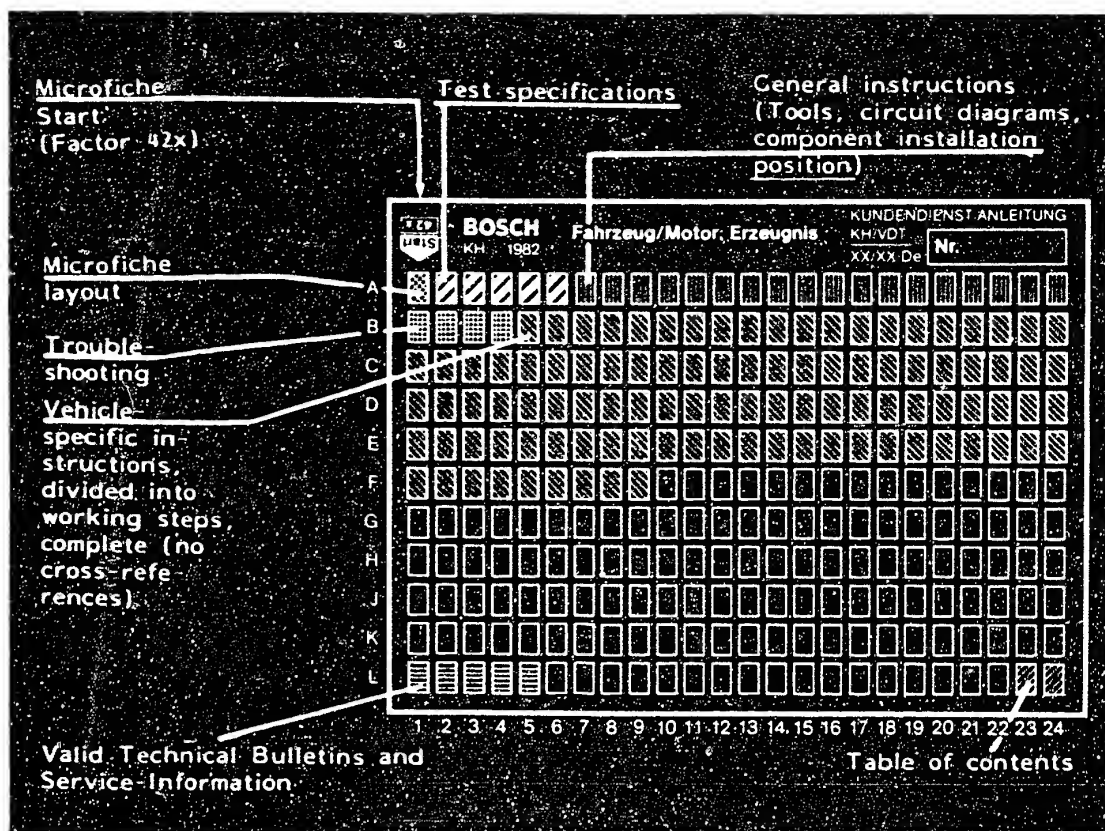 Microfiche
Start
(Factor 42x)
Test specifications
General instructions
(Tools, circuit diagrams,
component installation
position)
Start
42x
BOSCH
KH 1982
Fahrzeug/Motor: Erzeugnis
KUNDENDIENST ANLEITUNG
KH/VDT
XX/XX De
Nr.
Microfiche
layout
Trouble-
shooting
Vehicle-
specific in-
structions,
divided into
working steps,
complete (no
cross-refe-
rences)
A
B
C
D
E
F
G
H
J
K
L
1 2 3 4 5 6 7 8 9 10 11 12 13 14 15 16 17 18 19 20 21 22 23 24
Valid Technical Bulletins and
Service-Information
Table of contents